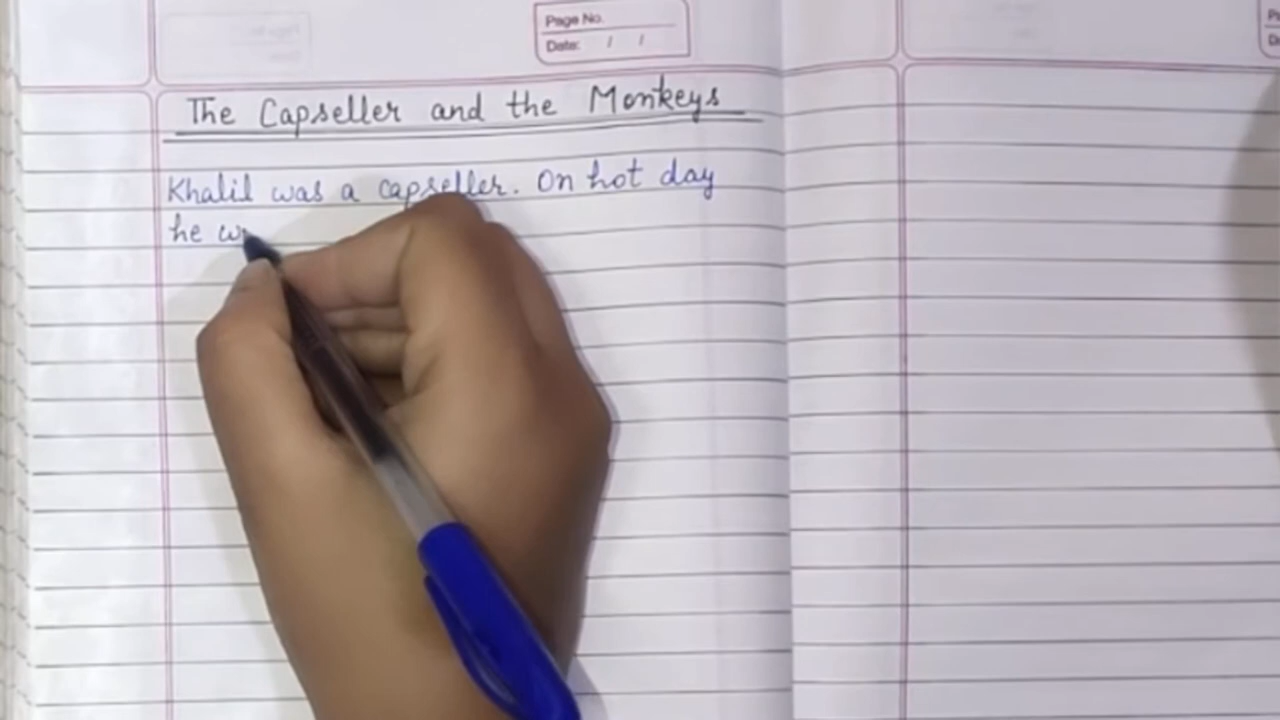 Page No.
Date: / /
The Capseller and the Monkeys
Khalil was a capseller. On hot day
he